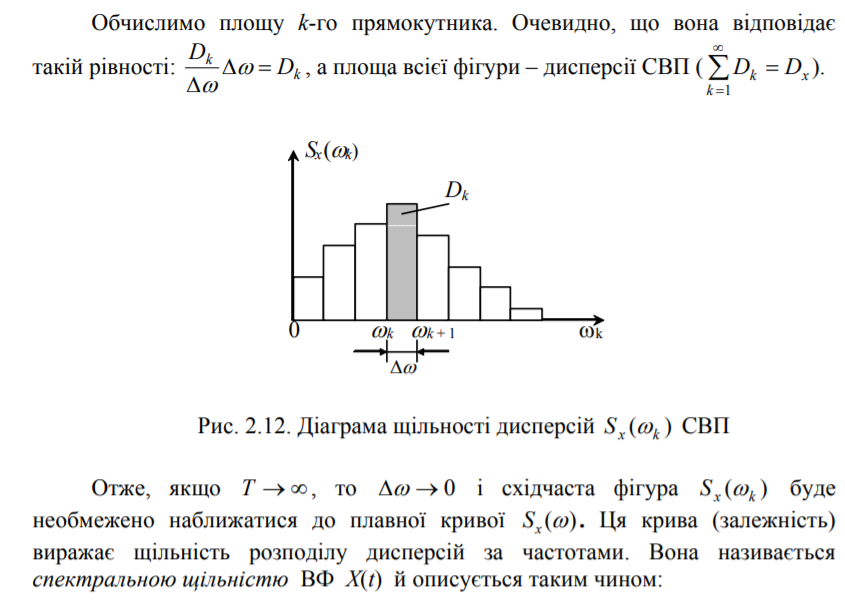 Обчислимо площу k-го прямокутника. Очевидно, що вона відповідає
такій рівності: $\frac{D_k}{\Delta\omega}\Delta\omega = D_k$, а площа всієї фігури – дисперсії СВП ($\sum_{k=1}^{\infty} D_k = D_x$).
$S_x(\omega_k)$
$D_k$
0 $\omega_k$ $\omega_{k+1}$ $\omega_k$
$\Delta\omega$
Рис. 2.12. Діаграма щільності дисперсій $S_x(\omega_k)$ СВП
Отже, якщо $T \to \infty$, то $\Delta\omega \to 0$ і східчаста фігура $S_x(\omega_k)$ буде
необмежено наближатися до плавної кривої $S_x(\omega)$. Ця крива (залежність)
виражає щільність розподілу дисперсій за частотами. Вона називається
спектральною щільністю ВФ X(t) й описується таким чином: